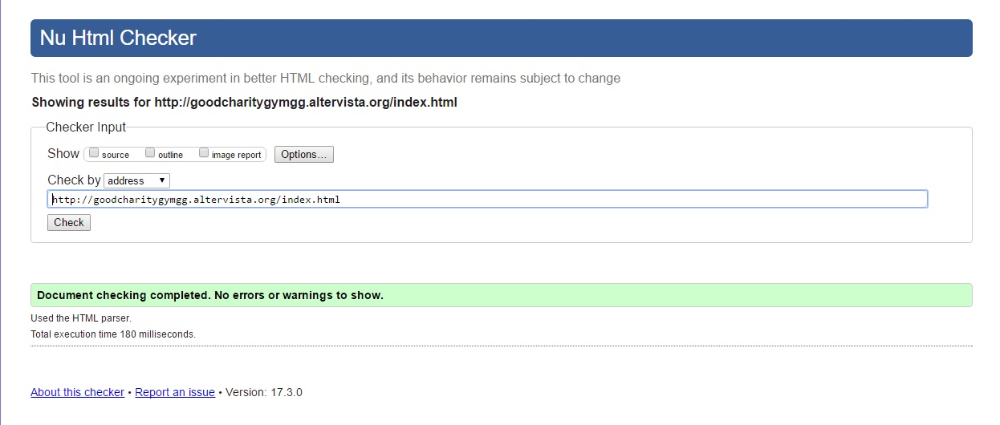 Nu Html Checker
This tool is an ongoing experiment in better HTML checking, and its behavior remains subject to change
Showing results for http://goodcharitygymgg.altervista.org/index.html
Checker Input
Show source outline image report Options...
Check by address
http://goodcharitygymgg.altervista.org/index.html
Check
Document checking completed. No errors or warnings to show.
Used the HTML parser.
Total execution time 180 milliseconds.
About this checker • Report an issue • Version: 17.3.0